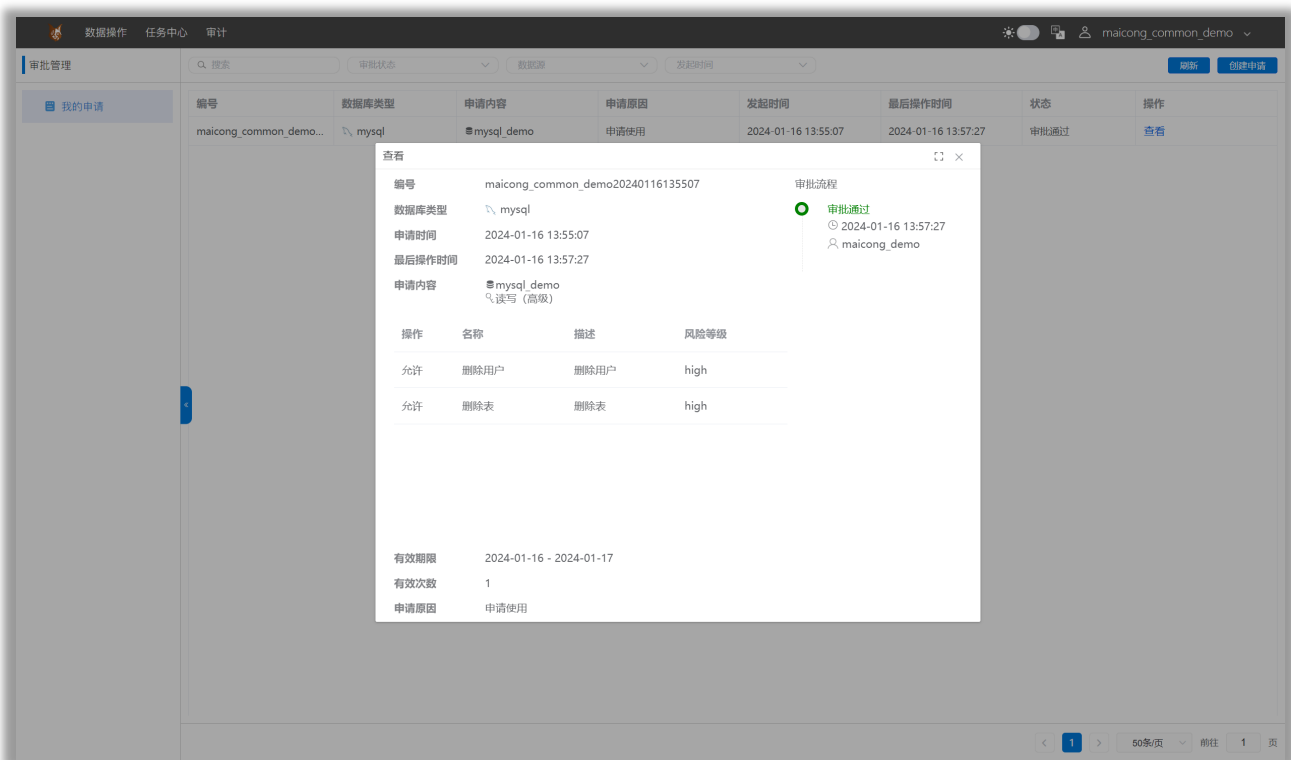 数据操作 任务中心 审计 maicong_common_demo
审批管理 搜索 审批状态 数据源 发起时间 刷新 创建申请
我的申请
编号 数据库类型 申请内容 申请原因 发起时间 最后操作时间 状态 操作
maicong_common_demo... mysql mysql_demo 申请使用 2024-01-16 13:55:07 2024-01-16 13:57:27 审批通过 查看
查看
编号 maicong_common_demo20240116135507
数据库类型 mysql
申请时间 2024-01-16 13:55:07
最后操作时间 2024-01-16 13:57:27
申请内容 mysql_demo
读写（高级）
操作 名称 描述 风险等级
允许 删除用户 删除用户 high
允许 删除表 删除表 high
有效期限 2024-01-16 - 2024-01-17
有效次数 1
申请原因 申请使用
审批流程
审批通过
2024-01-16 13:57:27
maicong_demo
1 50条/页 前往 1 页